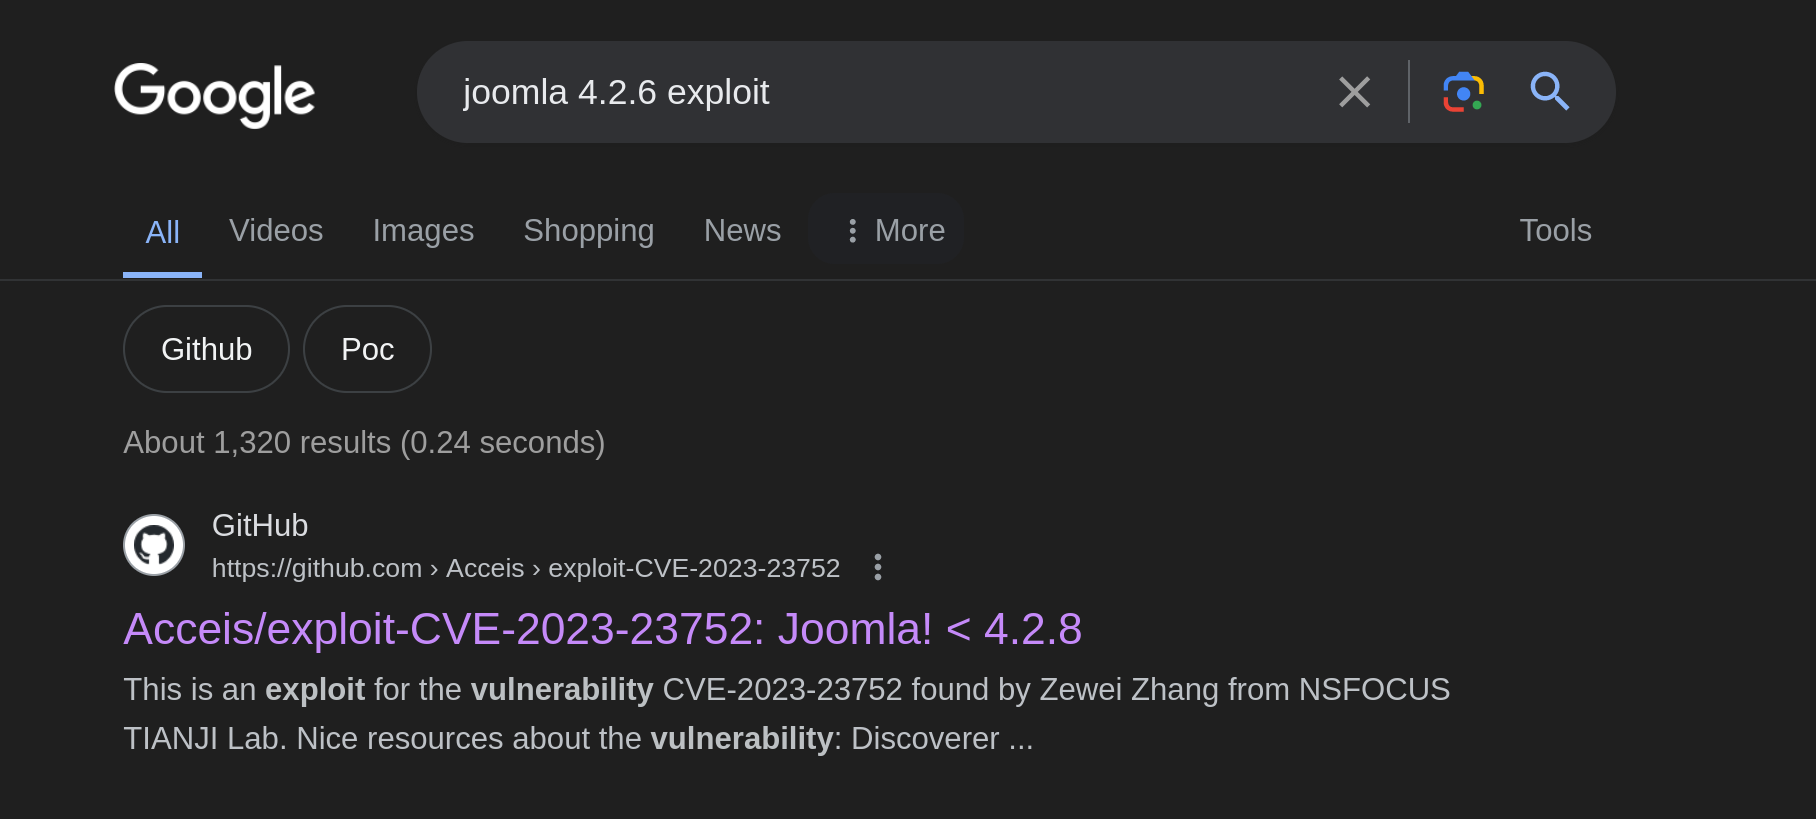 Google
joomla 4.2.6 exploit
All Videos Images Shopping News More Tools
Github Poc
About 1,320 results (0.24 seconds)
GitHub
https://github.com › Acceis › exploit-CVE-2023-23752
Acceis/exploit-CVE-2023-23752: Joomla! < 4.2.8
This is an exploit for the vulnerability CVE-2023-23752 found by Zewei Zhang from NSFOCUS
TIANJI Lab. Nice resources about the vulnerability: Discoverer ...